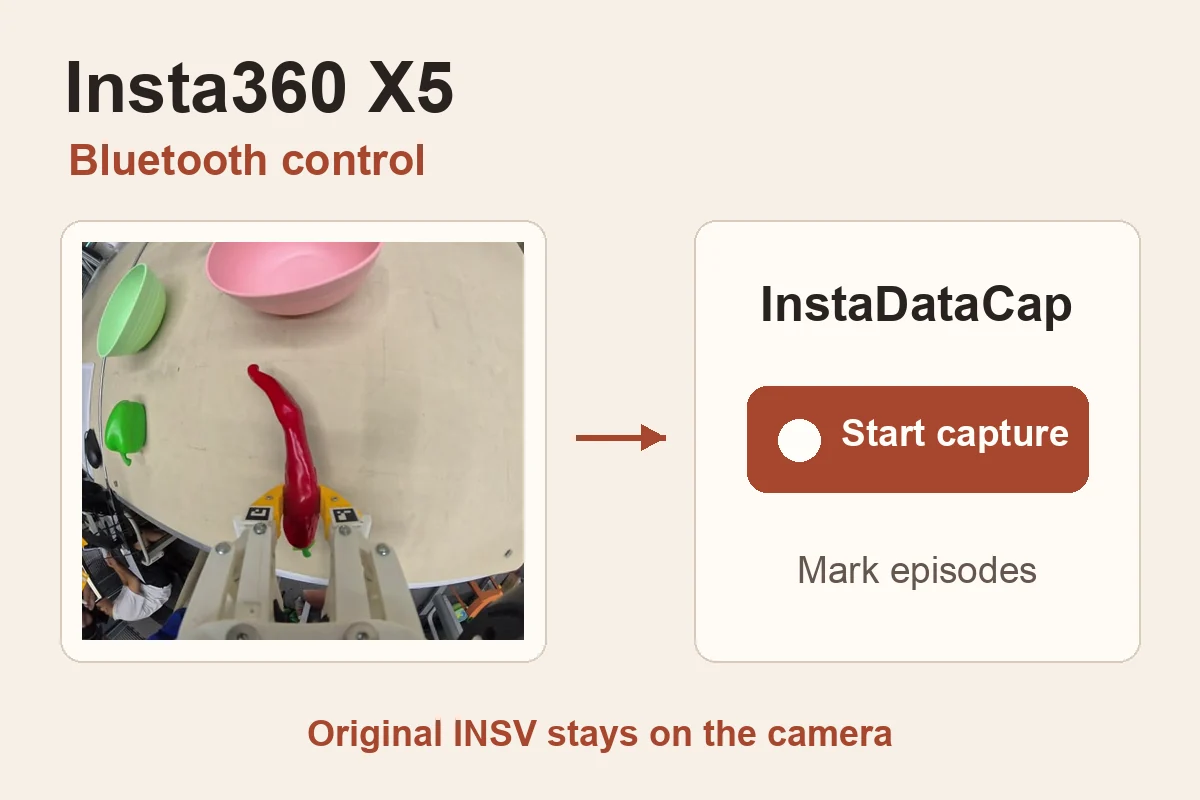 Insta360 X5
Bluetooth control
InstaDataCap
Start capture
Mark episodes
Original INSV stays on the camera